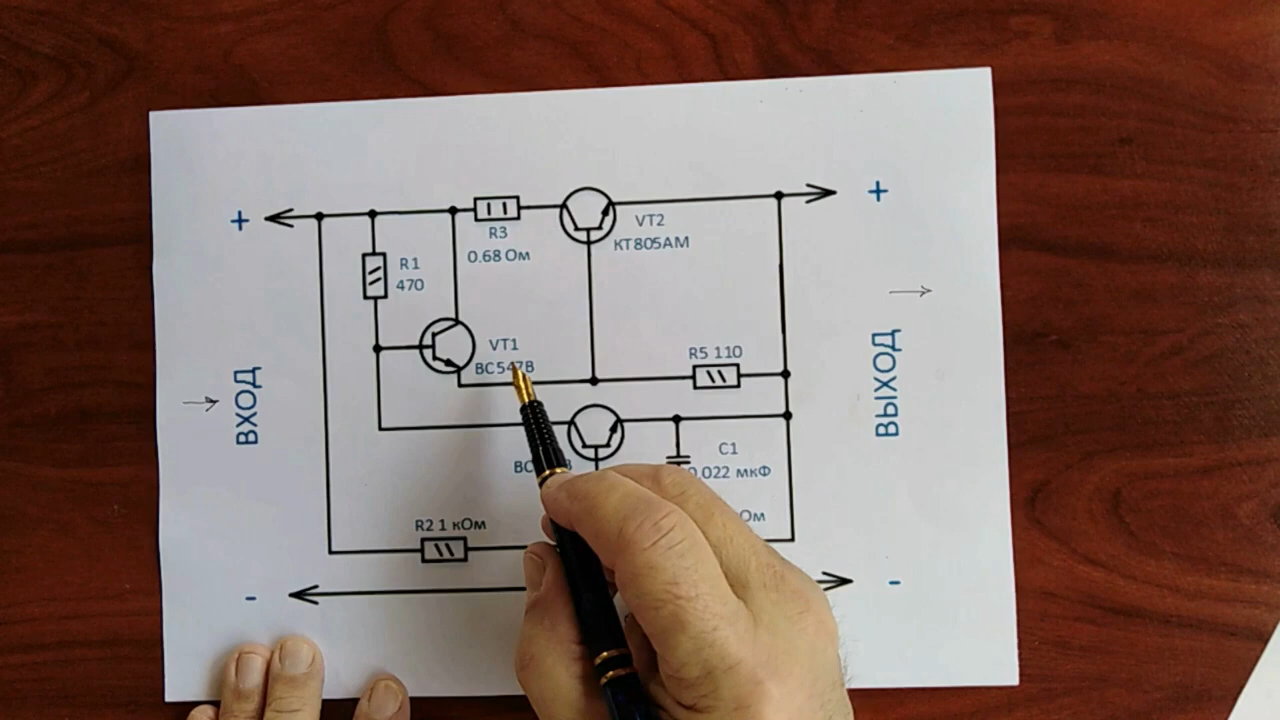 +
+
R3
0.68 Ом
VT2
КТ805АМ
R1
470
VT1
BC547B
R5 110
ВХОД
ВЫХОД
C1
0.022 мкФ
R2 1 кОм
-
-